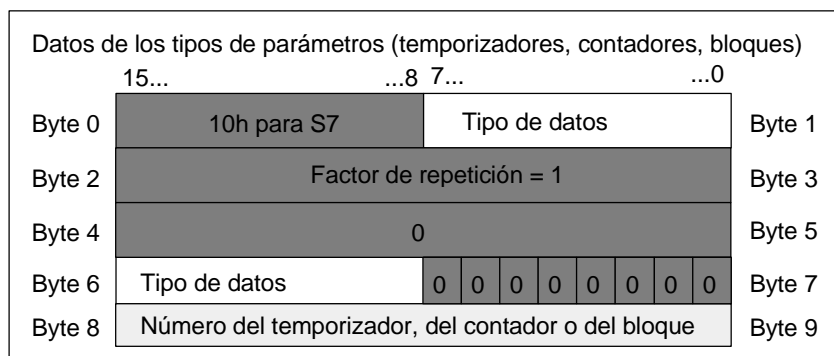 Datos de los tipos de parámetros (temporizadores, contadores, bloques)
15... ...8 7... ...0
Byte 0 10h para S7 Tipo de datos Byte 1
Byte 2 Factor de repetición = 1 Byte 3
Byte 4 0 Byte 5
Byte 6 Tipo de datos 0 0 0 0 0 0 0 0 Byte 7
Byte 8 Número del temporizador, del contador o del bloque Byte 9